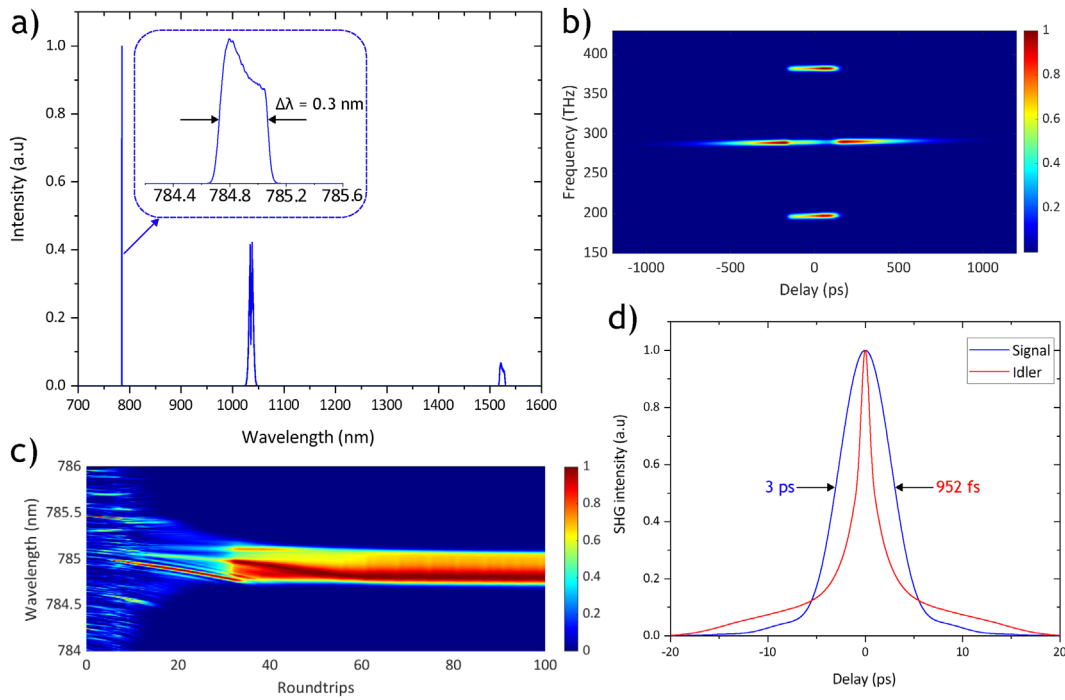 a)
Intensity (a.u)
1.0
0.8
0.6
0.4
0.2
0.0
Δλ = 0.3 nm
784.4 784.8 785.2 785.6
700 800 900 1000 1100 1200 1300 1400 1500 1600
Wavelength (nm)
b)
Frequency (THz)
400
350
300
250
200
150
-1000 -500 0 500 1000
Delay (ps)
1
0.8
0.6
0.4
0.2
c)
Wavelength (nm)
786
785.5
785
784.5
784
0 20 40 60 80 100
Roundtrips
1
0.8
0.6
0.4
0.2
0
d)
SHG intensity (a.u)
1.0
0.8
0.6
0.4
0.2
0.0
Signal
Idler
3 ps
952 fs
-20 -10 0 10 20
Delay (ps)